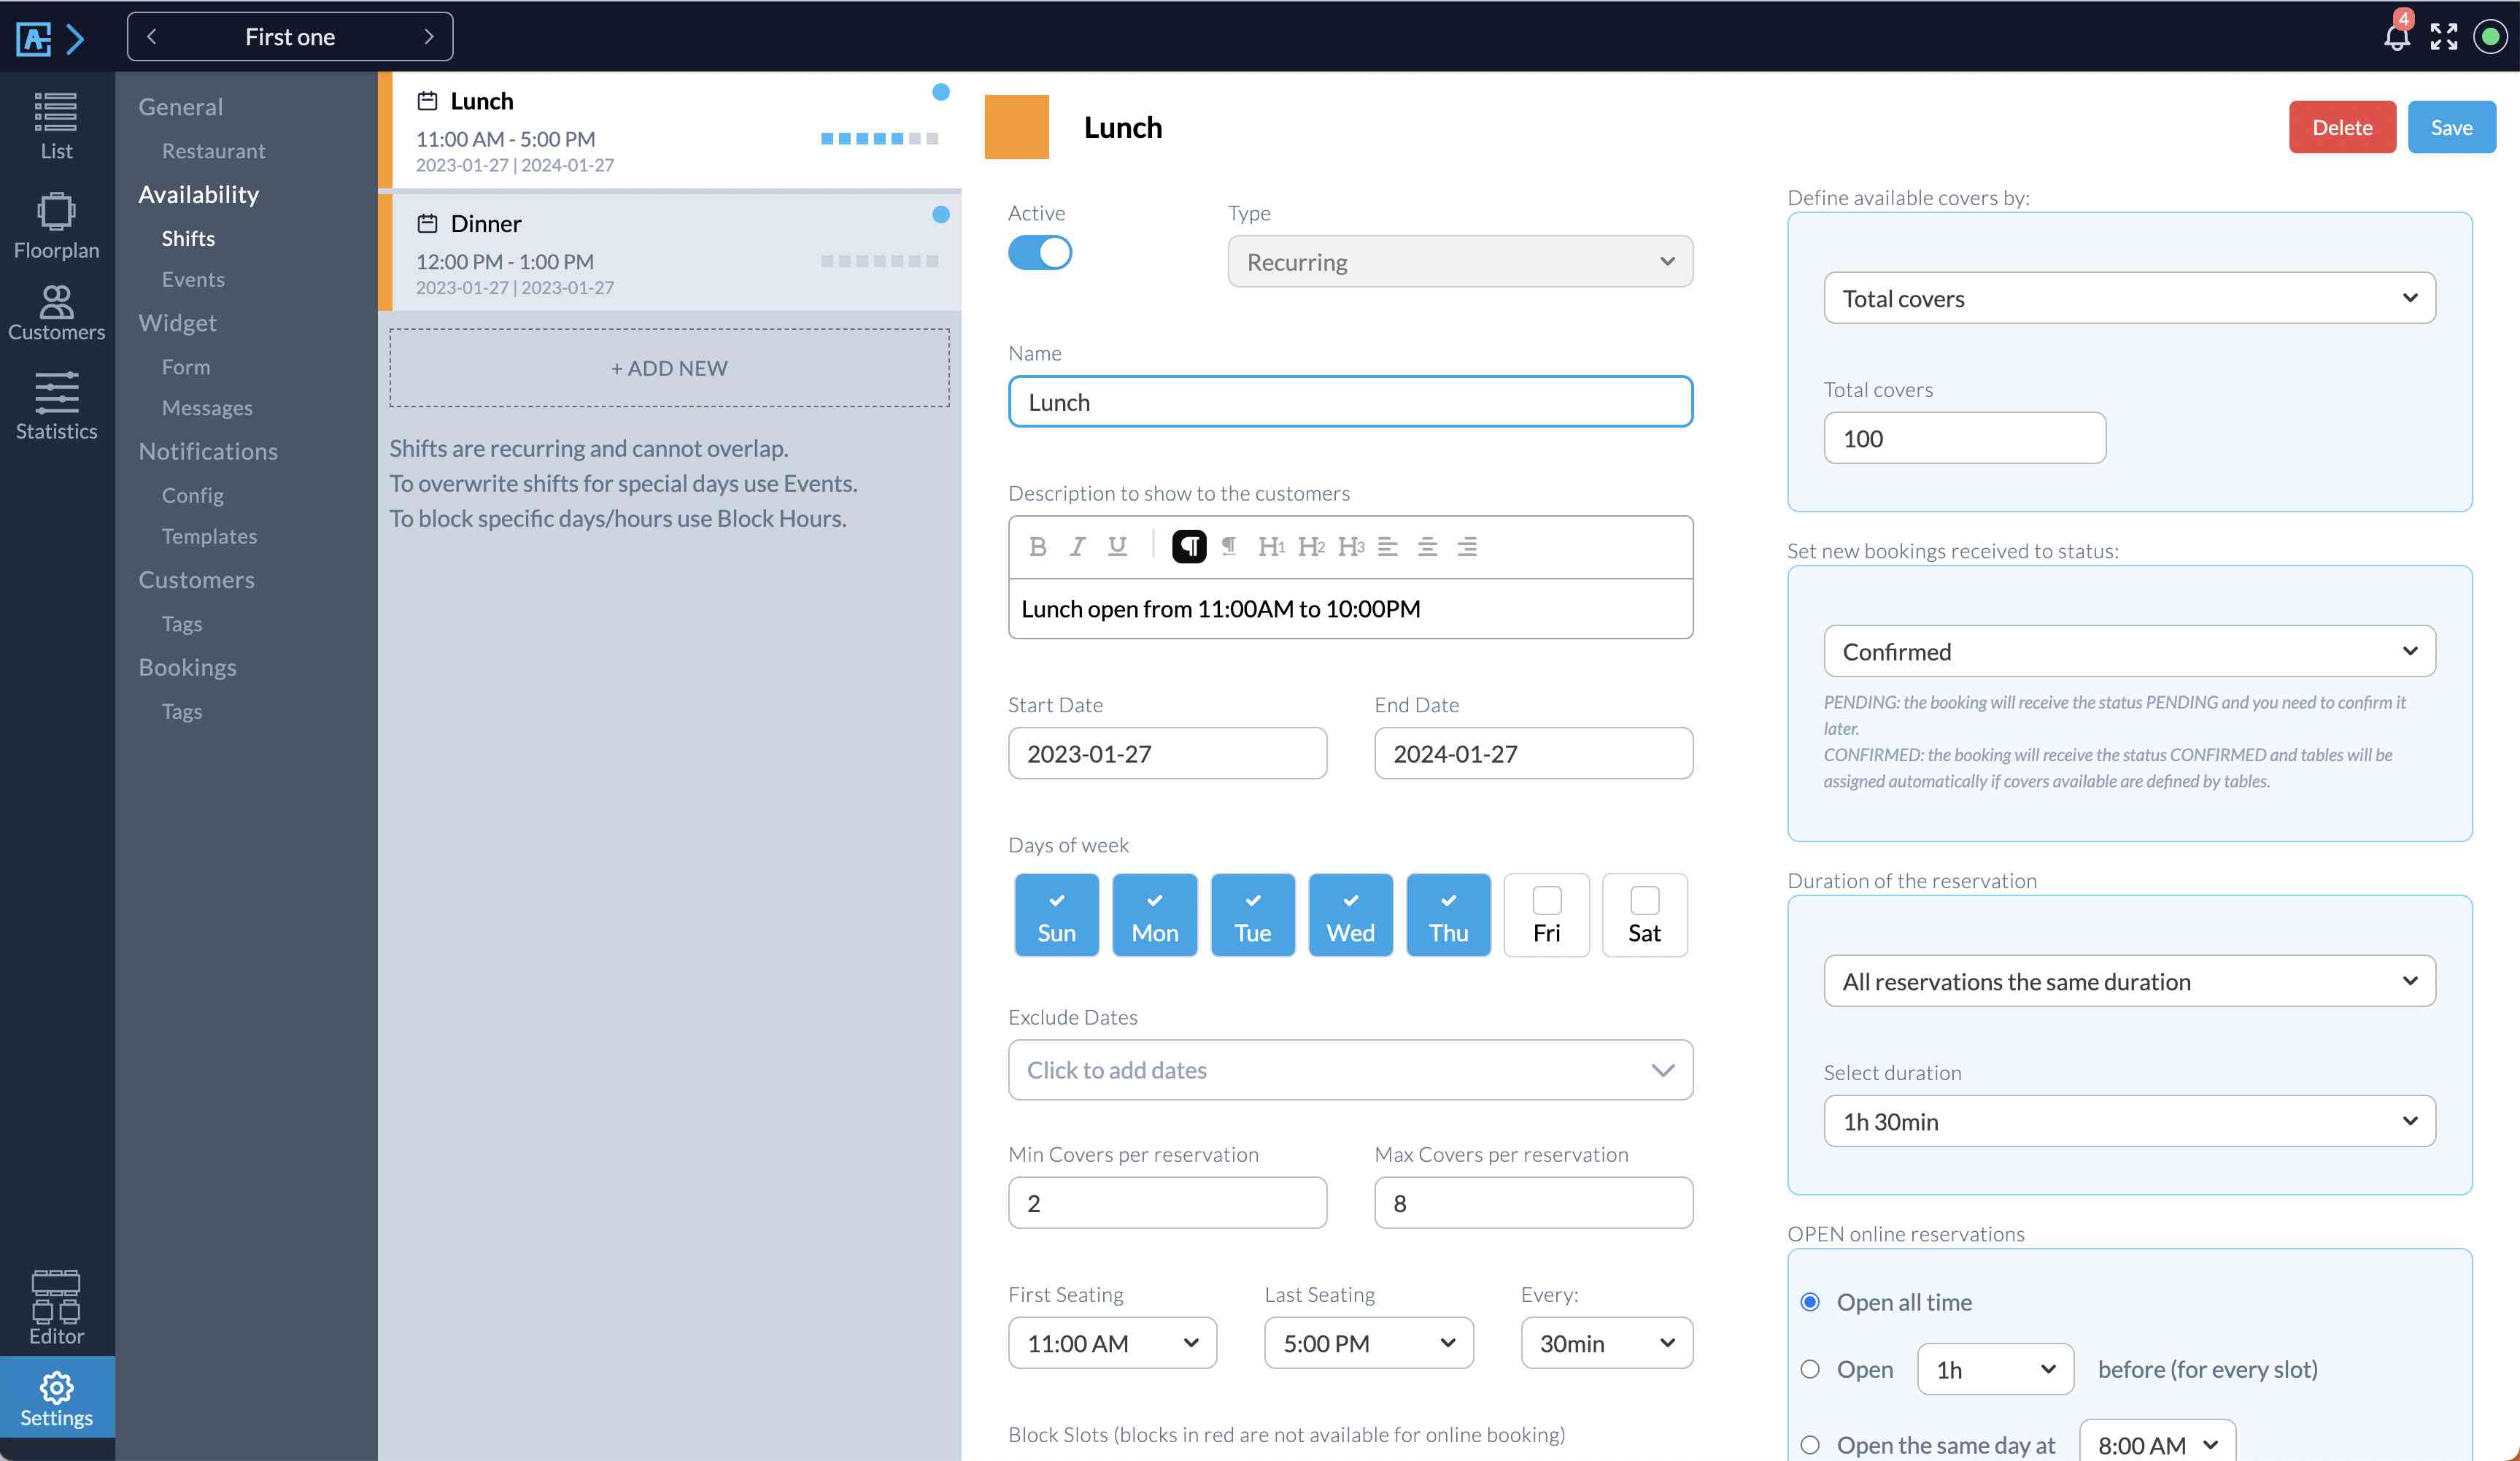 First one
4
List
Floorplan
Customers
Statistics
Editor
Settings
General
Restaurant
Availability
Shifts
Events
Widget
Form
Messages
Notifications
Config
Templates
Customers
Tags
Bookings
Tags
Lunch
11:00 AM - 5:00 PM
2023-01-27 | 2024-01-27
Dinner
12:00 PM - 1:00 PM
2023-01-27 | 2023-01-27
+ ADD NEW
Shifts are recurring and cannot overlap.
To overwrite shifts for special days use Events.
To block specific days/hours use Block Hours.
Lunch
Delete
Save
Active
Type
Recurring
Name
Lunch
Description to show to the customers
B I U ¶ ¶ H1 H2 H3
Lunch open from 11:00AM to 10:00PM
Start Date
End Date
2023-01-27
2024-01-27
Days of week
Sun
Mon
Tue
Wed
Thu
Fri
Sat
Exclude Dates
Click to add dates
Min Covers per reservation
Max Covers per reservation
2
8
First Seating
Last Seating
Every:
11:00 AM
5:00 PM
30min
Block Slots (blocks in red are not available for online booking)
Define available covers by:
Total covers
Total covers
100
Set new bookings received to status:
Confirmed
PENDING: the booking will receive the status PENDING and you need to confirm it
later.
CONFIRMED: the booking will receive the status CONFIRMED and tables will be
assigned automatically if covers available are defined by tables.
Duration of the reservation
All reservations the same duration
Select duration
1h 30min
OPEN online reservations
Open all time
Open 1h before (for every slot)
Open the same day at 8:00 AM